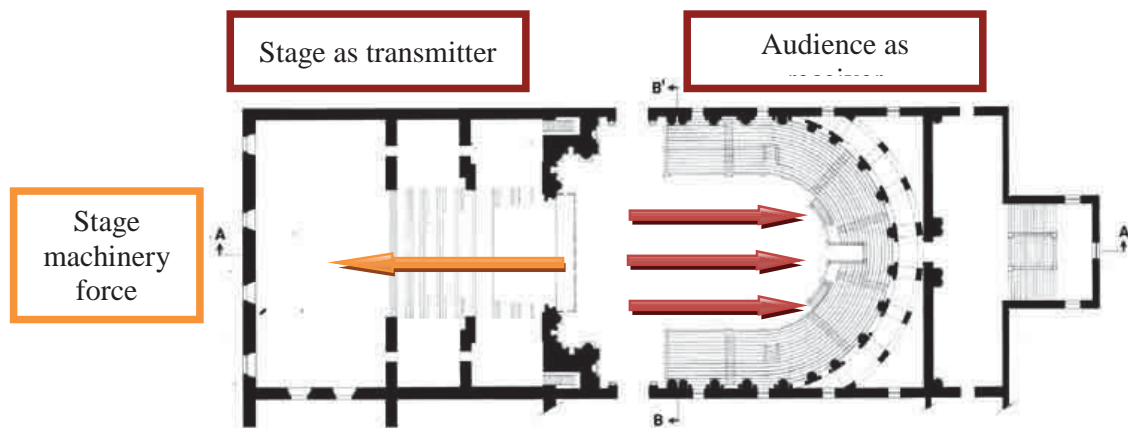 Stage as transmitter
Audience as
B'
Stage
machinery
force
A
A
B